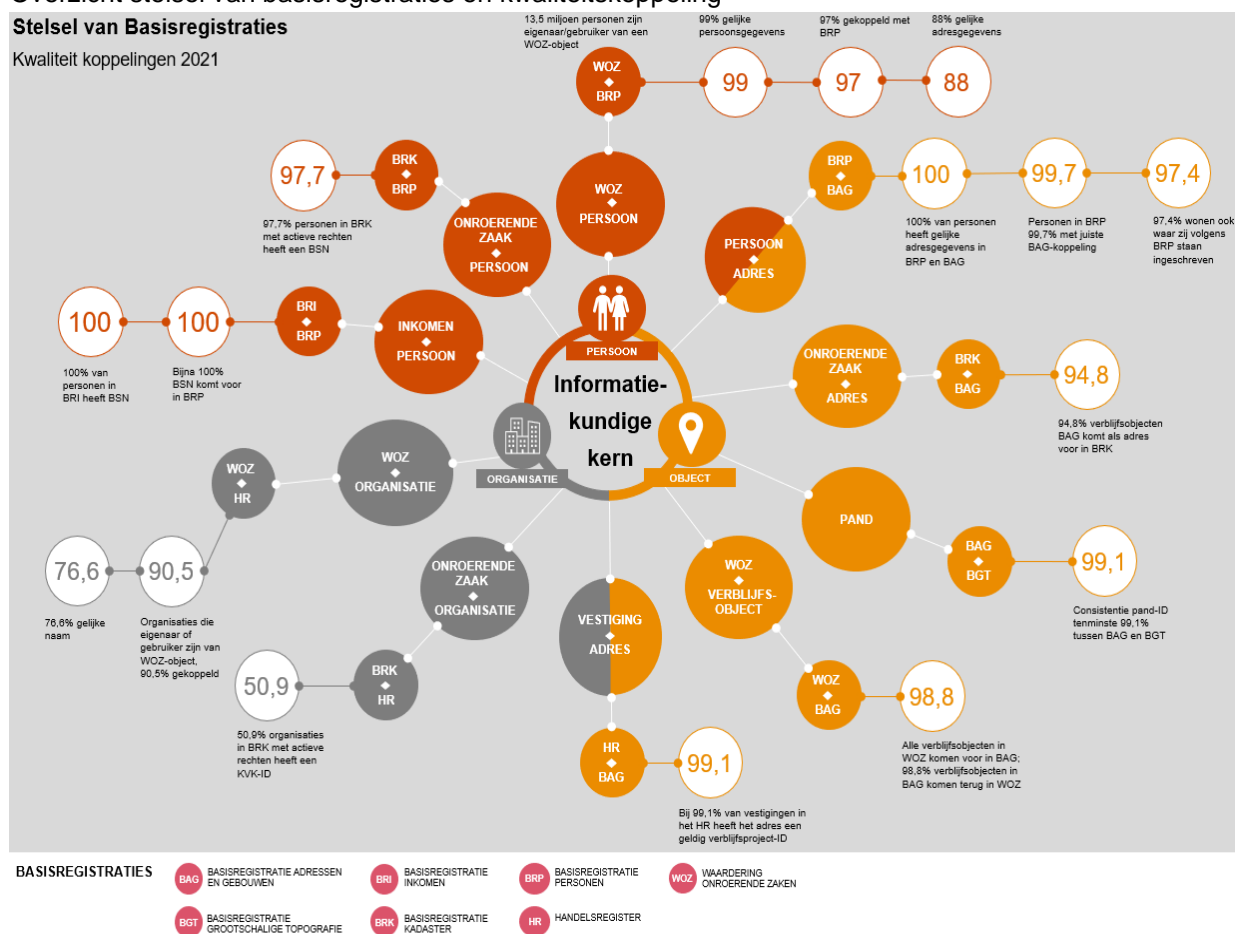 Overzicht stelsel van basisregistraties en kwaliteitskoppeling
Stelsel van Basisregistraties
Kwaliteit koppelingen 2021
13,5 miljoen personen zijn
eigenaar/gebruiker van een
WOZ-object
99% gelijke
persoonsgegevens
97% gekoppeld met
BRP
88% gelijke
adresgegevens
WOZ
BRP
99
97
88
WOZ
PERSOON
97,7
BRK
BRP
97,7% personen in BRK
met actieve rechten
heeft een BSN
ONROERENDE
ZAAK
PERSOON
BRP
BAG
100
99,7
97,4
100% van personen
heeft gelijke
adresgegevens in
BRP en BAG
Personen in BRP
99,7% met juiste
BAG-koppeling
97,4% wonen ook
waar zij volgens
BRP staan
ingeschreven
PERSOON
ADRES
100
100
BRI
BRP
INKOMEN
PERSOON
100% van
personen in
BRI heeft BSN
Bijna 100%
BSN komt voor
in BRP
PERSOON
Informatie-
kundige
kern
ORGANISATIE
OBJECT
ONROERENDE
ZAAK
ADRES
BRK
BAG
94,8
94,8% verblijfsobjecten
BAG komt als adres
voor in BRK
WOZ
HR
WOZ
ORGANISATIE
76,6
90,5
76,6% gelijke
naam
Organisaties die
eigenaar of
gebruiker zijn van
WOZ-object,
90,5% gekoppeld
PAND
BAG
BGT
99,1
Consistentie pand-ID
tenminste 99,1%
tussen BAG en BGT
ONROERENDE
ZAAK
ORGANISATIE
BRK
HR
50,9
50,9% organisaties
in BRK met actieve
rechten heeft een
KVK-ID
VESTIGING
ADRES
HR
BAG
99,1
Bij 99,1% van vestigingen in
het HR heeft het adres een
geldig verblijfsproject-ID
WOZ
VERBLIJFS-
OBJECT
WOZ
BAG
98,8
Alle verblijfsobjecten in
WOZ komen voor in BAG;
98,8% verblijfsobjecten in
BAG komen terug in WOZ
BASISREGISTRATIES
BAG BASISREGISTRATIE ADRESSEN
EN GEBOUWEN
BRI BASISREGISTRATIE
INKOMEN
BRP BASISREGISTRATIE
PERSONEN
WOZ WAARDERING
ONROERENDE ZAKEN
BGT BASISREGISTRATIE
GROOTSCHALIGE TOPOGRAFIE
BRK BASISREGISTRATIE
KADASTER
HR HANDELSREGISTER